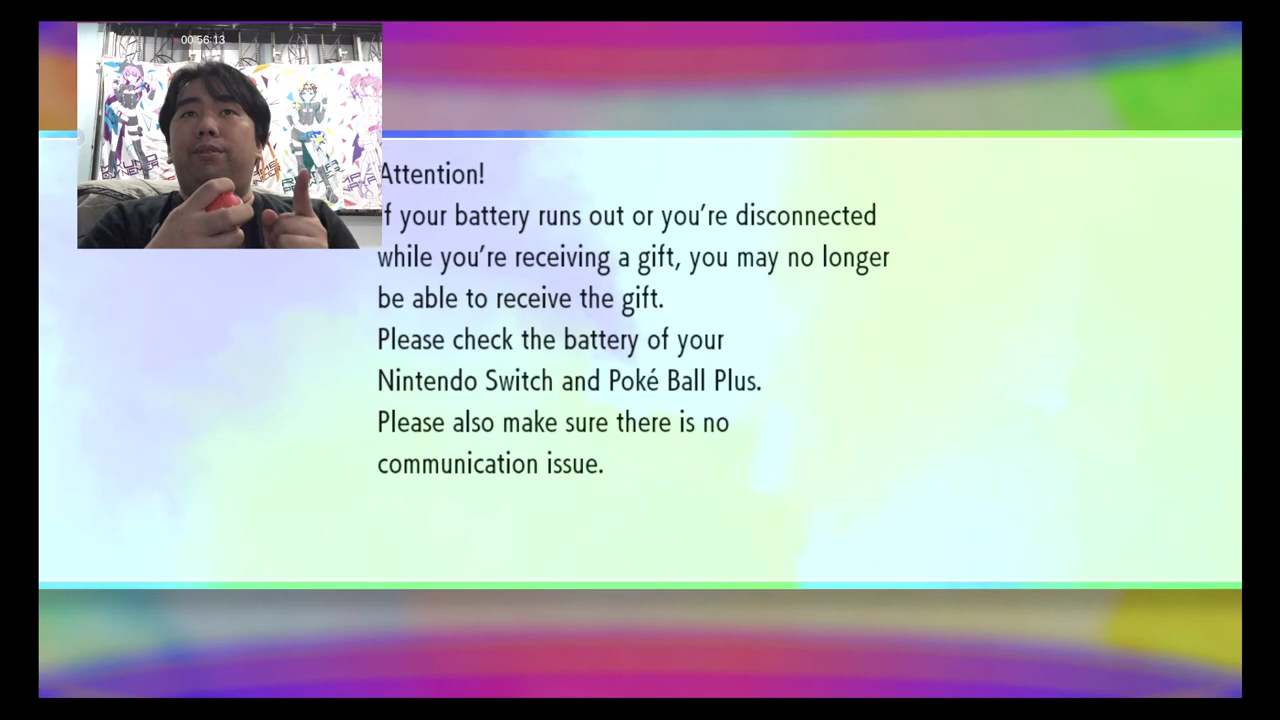 00:56:13
Attention!
If your battery runs out or you're disconnected
while you're receiving a gift, you may no longer
be able to receive the gift.
Please check the battery of your
Nintendo Switch and Poké Ball Plus.
Please also make sure there is no
communication issue.